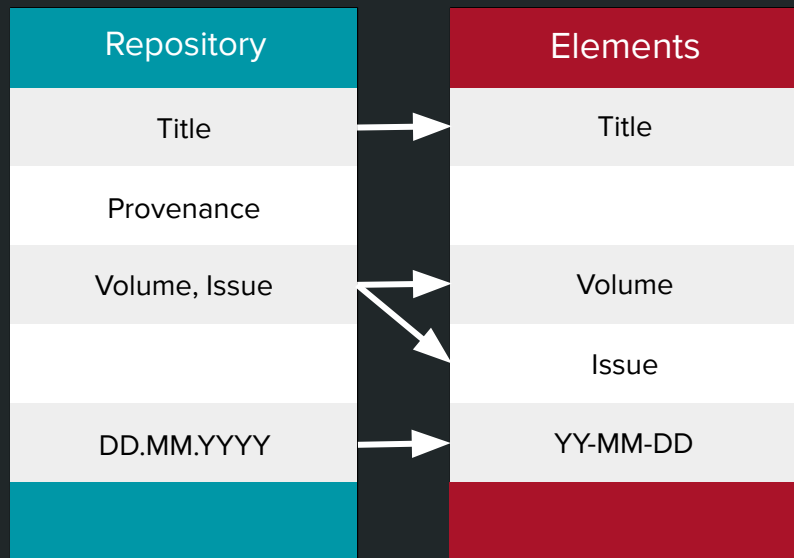 Repository
Elements
Title
Title
Provenance
Volume, Issue
Volume
Issue
DD.MM.YYYY
YY-MM-DD